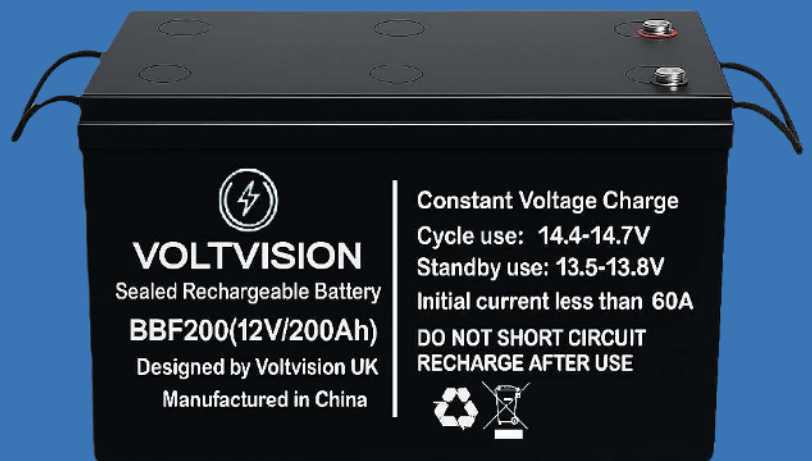 VOLTVISION
Sealed Rechargeable Battery
BBF200(12V/200Ah)
Designed by Voltvision UK
Manufactured in China
Constant Voltage Charge
Cycle use: 14.4-14.7V
Standby use: 13.5-13.8V
Initial current less than 60A
DO NOT SHORT CIRCUIT
RECHARGE AFTER USE